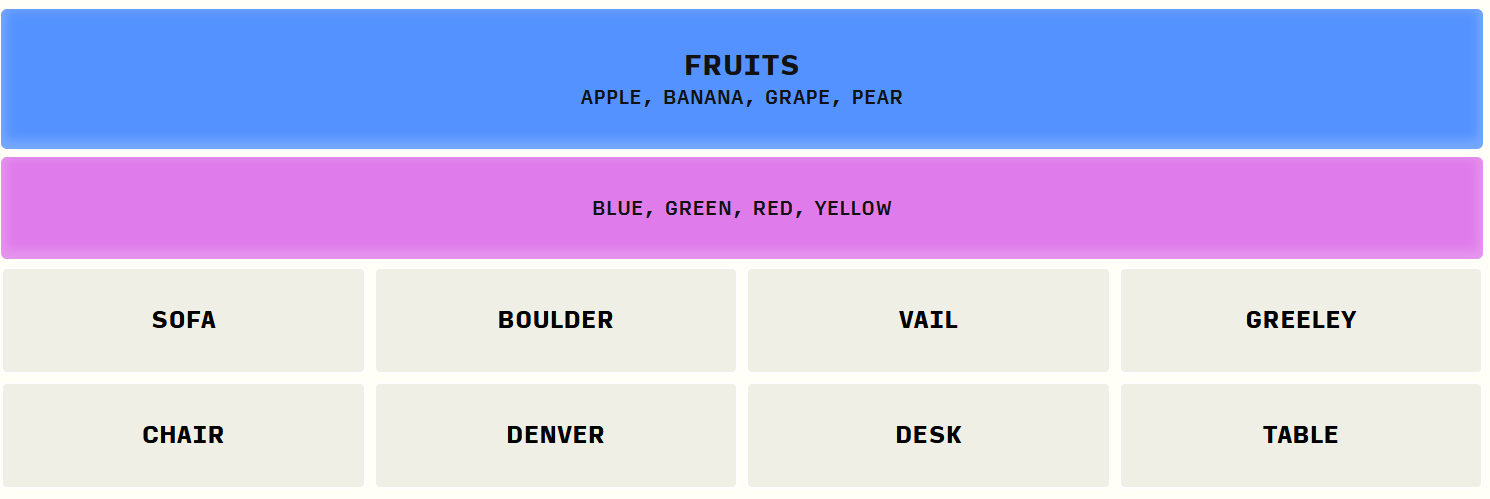 FRUITS
APPLE, BANANA, GRAPE, PEAR
BLUE, GREEN, RED, YELLOW
SOFA BOULDER VAIL GREELEY
CHAIR DENVER DESK TABLE